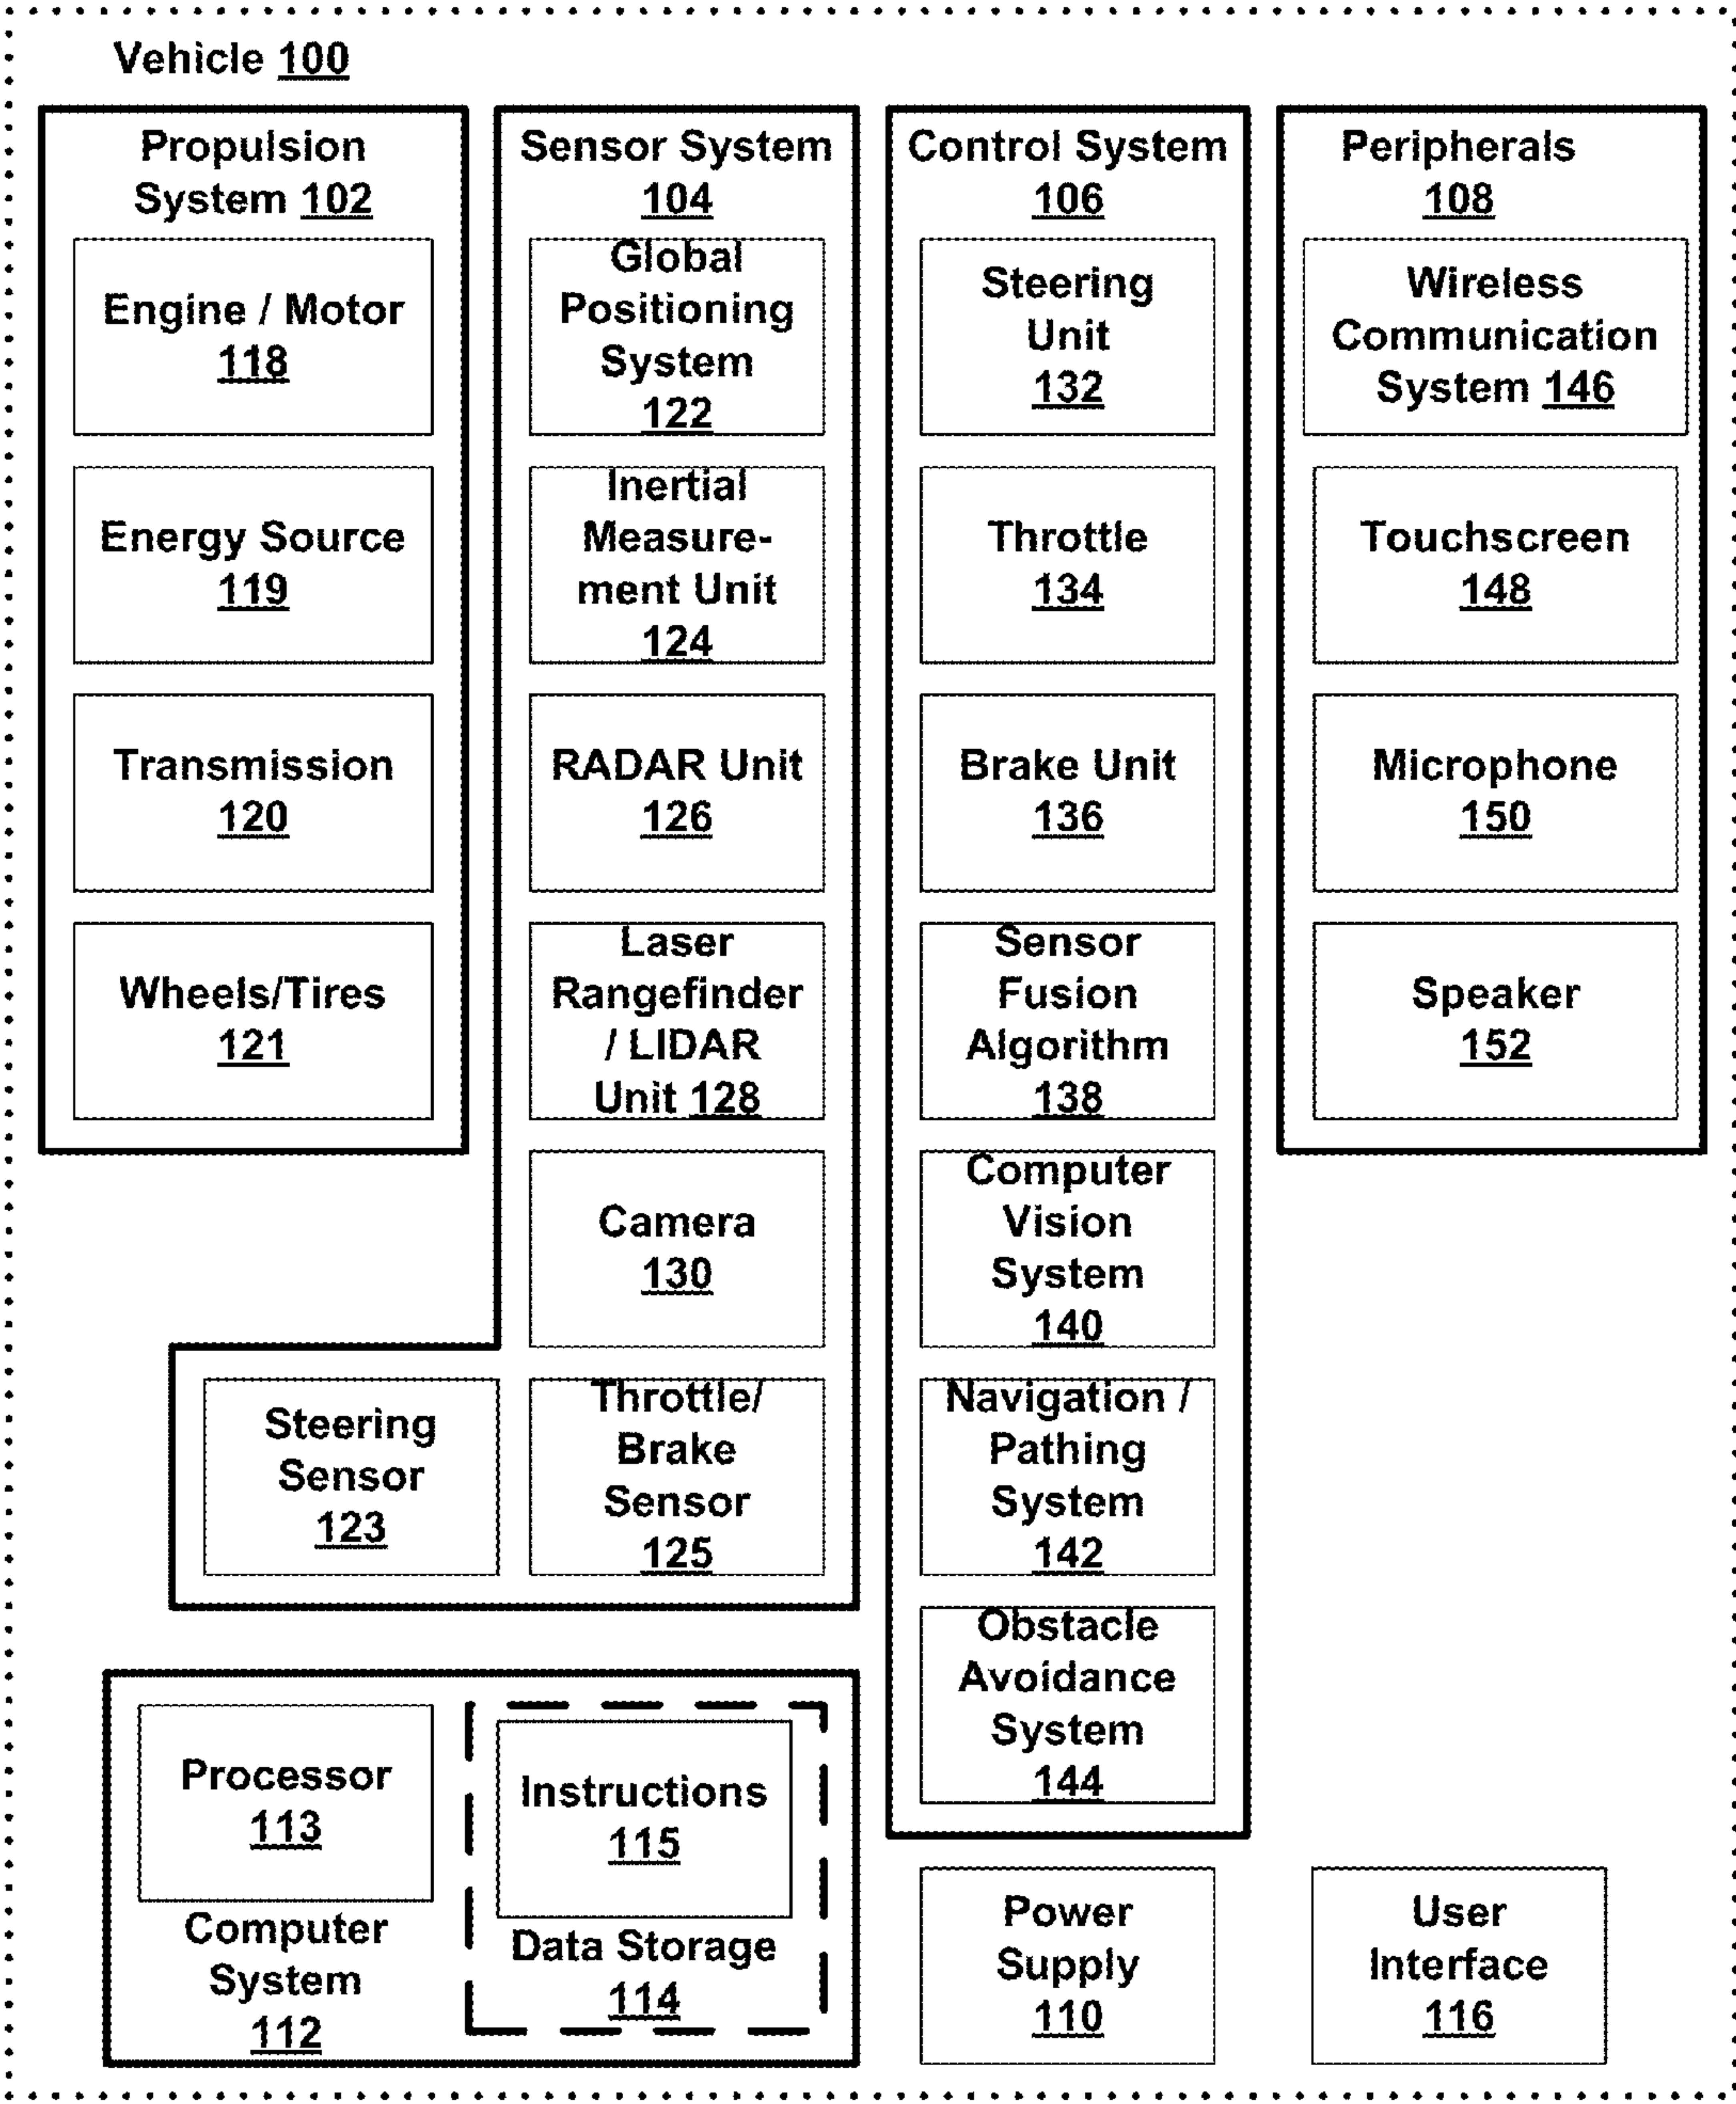 Vehicle 100
Propulsion
System 102
Engine / Motor
118
Energy Source
119
Transmission
120
Wheels/Tires
121
Sensor System
104
Global
Positioning
System
122
Inertial
Measure-
ment Unit
124
RADAR Unit
126
Laser
Rangefinder
/ LIDAR
Unit 128
Camera
130
Steering
Sensor
123
Throttle/
Brake
Sensor
125
Control System
106
Steering
Unit
132
Throttle
134
Brake Unit
136
Sensor
Fusion
Algorithm
138
Computer
Vision
System
140
Navigation /
Pathing
System
142
Obstacle
Avoidance
System
144
Peripherals
108
Wireless
Communication
System 146
Touchscreen
148
Microphone
150
Speaker
152
Processor
113
Computer
System
112
Instructions
115
Data Storage
114
Power
Supply
110
User
Interface
116